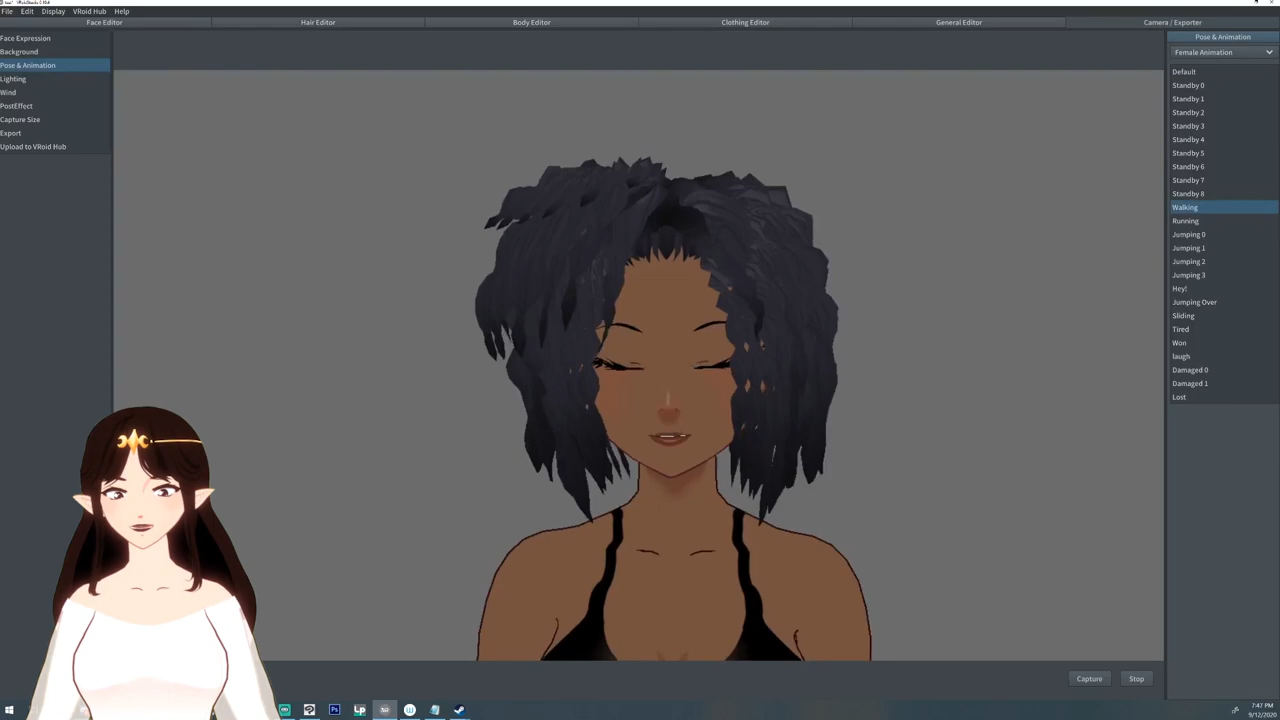 File Edit Display VRoid Hub Help
Face Editor Hair Editor Body Editor Clothing Editor General Editor Camera / Exporter
Face Expression
Background
Pose & Animation
Lighting
Wind
PostEffect
Capture Size
Export
Upload to VRoid Hub
Pose & Animation
Female Animation
Default
Standby 0
Standby 1
Standby 2
Standby 3
Standby 4
Standby 5
Standby 6
Standby 7
Standby 8
Walking
Running
Jumping 0
Jumping 1
Jumping 2
Jumping 3
Hey!
Jumping Over
Sliding
Tired
Won
laugh
Damaged 0
Damaged 1
Lost
Capture Stop
Ps
7:47 PM
9/12/2020